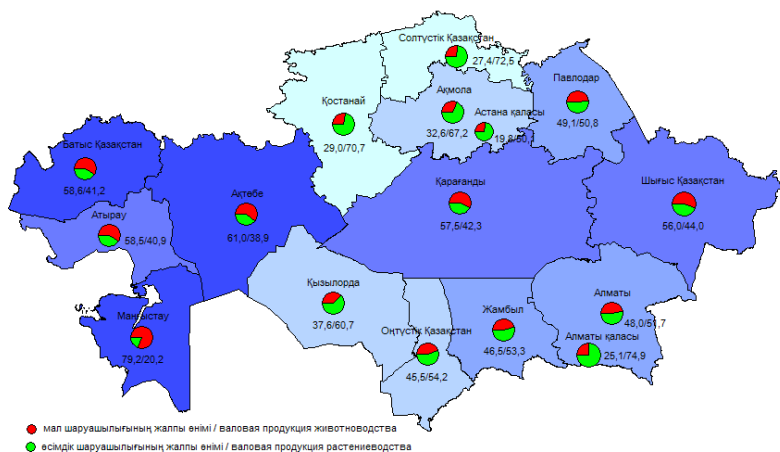 Солтүстік Қазақстан
27,4/72,5
Павлодар
49,1/50,8
Қостанай
29,0/70,7
Ақмола
32,6/67,2
Астана қаласы
Батыс Қазақстан
58,6/41,2
Ақтөбе
61,0/38,9
Қарағанды
57,5/42,3
Шығыс Қазақстан
56,0/44,0
Атырау
58,5/40,9
Қызылорда
37,6/60,7
Оңтүстік Қазақстан
45,5/54,2
Жамбыл
46,5/53,3
Алматы
48,0/51,7
Алматы қаласы
25,1/74,9
Маңғыстау
79,2/20,2
мал шаруашылығының жалпы өнімі / валовая продукция животноводства
өсімдік шаруашылығының жалпы өнімі / валовая продукция растениеводства